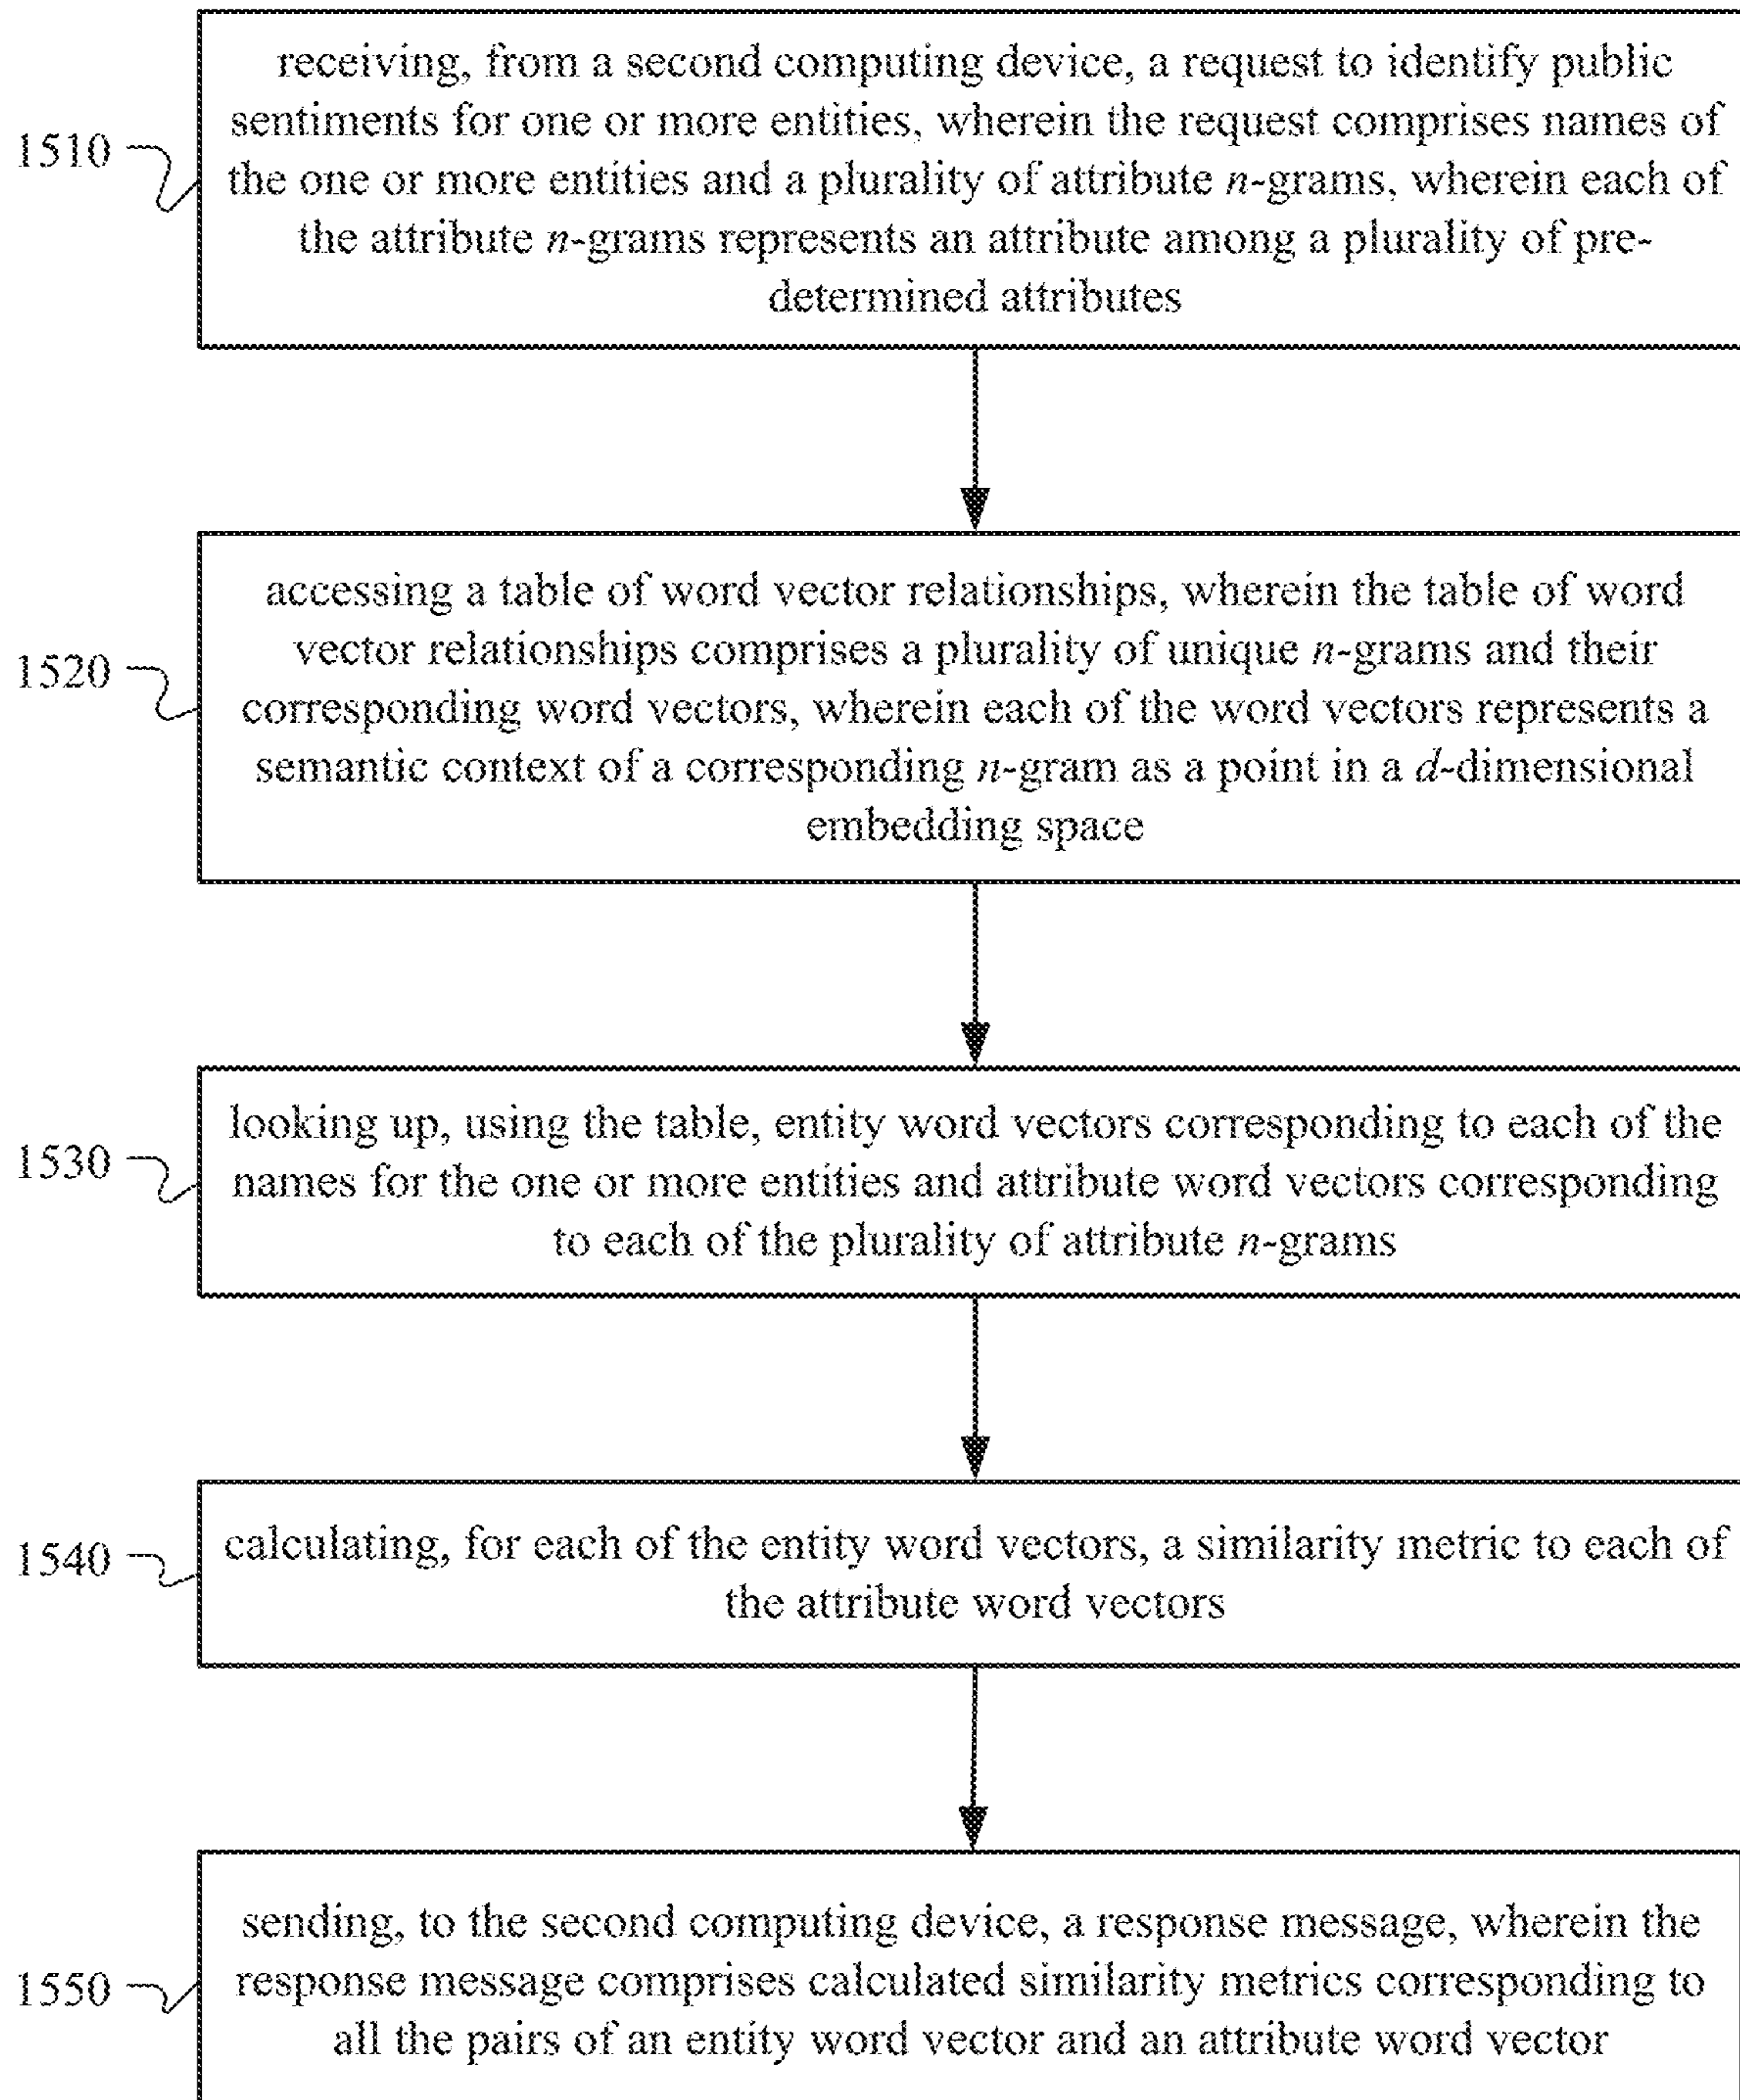 receiving, from a second computing device, a request to identify public
sentiments for one or more entities, wherein the request comprises names of
1510
the one or more entities and a plurality of attribute n-grams, wherein each of
the attribute n-grams represents an attribute among a plurality of pre-
determined attributes
accessing a table of word vector relationships, wherein the table of word
vector relationships comprises a plurality of unique n-grams and their
1520
corresponding word vectors, wherein each of the word vectors represents a
semantic context of a corresponding n-gram as a point in a d-dimensional
embedding space
looking up, using the table, entity word vectors corresponding to each of the
1530
names for the one or more entities and attribute word vectors corresponding
to each of the plurality of attribute n-grams
1540
calculating, for each of the entity word vectors, a similarity metric to each of
the attribute word vectors
sending, to the second computing device, a response message, wherein the
1550
response message comprises calculated similarity metrics corresponding to
all the pairs of an entity word vector and an attribute word vector